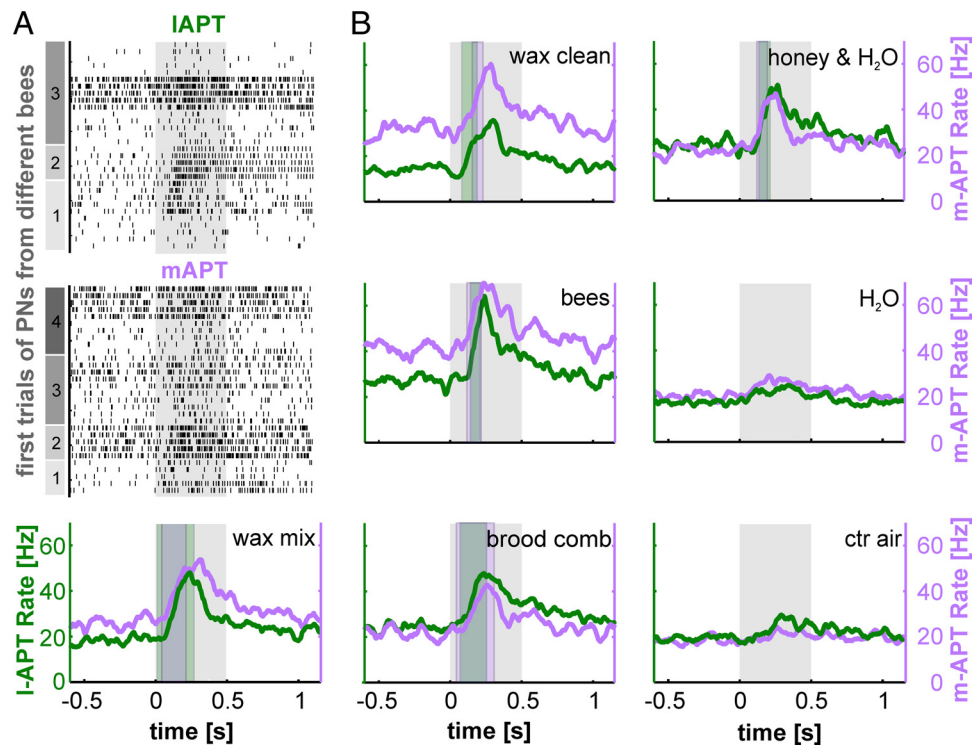 A
B
lAPT
first trials of PNs from different bees
3
2
1
mAPT
4
3
2
1
wax clean
honey & H₂O
m-APT Rate [Hz]
60
40
20
0
bees
H₂O
m-APT Rate [Hz]
60
40
20
0
wax mix
l-APT Rate [Hz]
60
40
20
0
-0.5 0 0.5 1
time [s]
brood comb
-0.5 0 0.5 1
time [s]
ctr air
m-APT Rate [Hz]
60
40
20
0
-0.5 0 0.5 1
time [s]